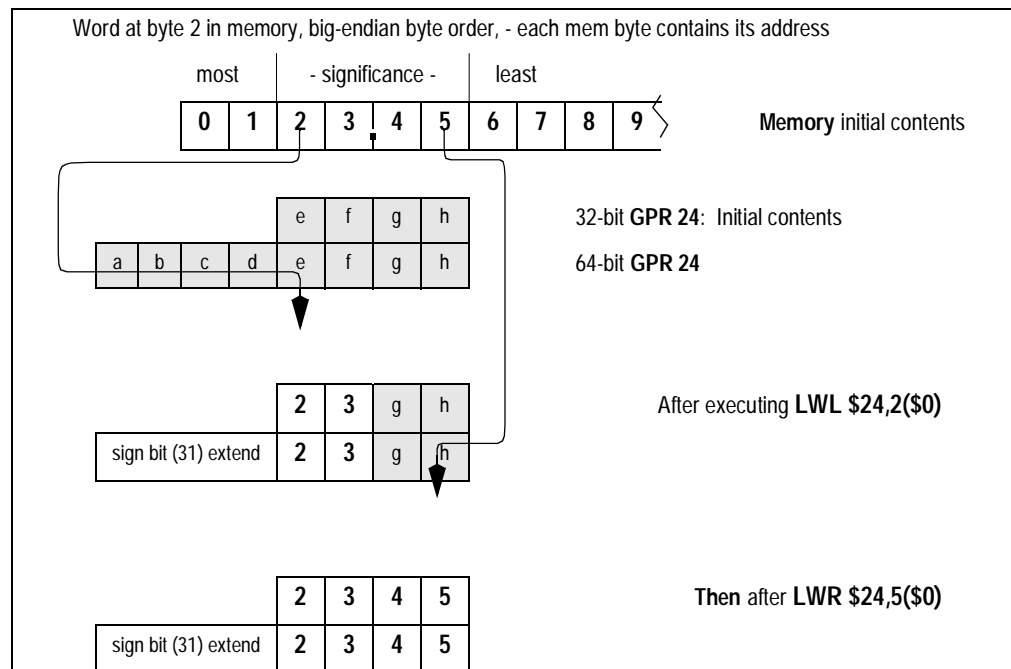 Word at byte 2 in memory, big-endian byte order, - each mem byte contains its address
most - significance - least
0 1 2 3 4 5 6 7 8 9 Memory initial contents
e f g h 32-bit GPR 24: Initial contents
a b c d e f g h 64-bit GPR 24
2 3 g h After executing LWL $24,2($0)
sign bit (31) extend 2 3 g h
2 3 4 5 Then after LWR $24,5($0)
sign bit (31) extend 2 3 4 5